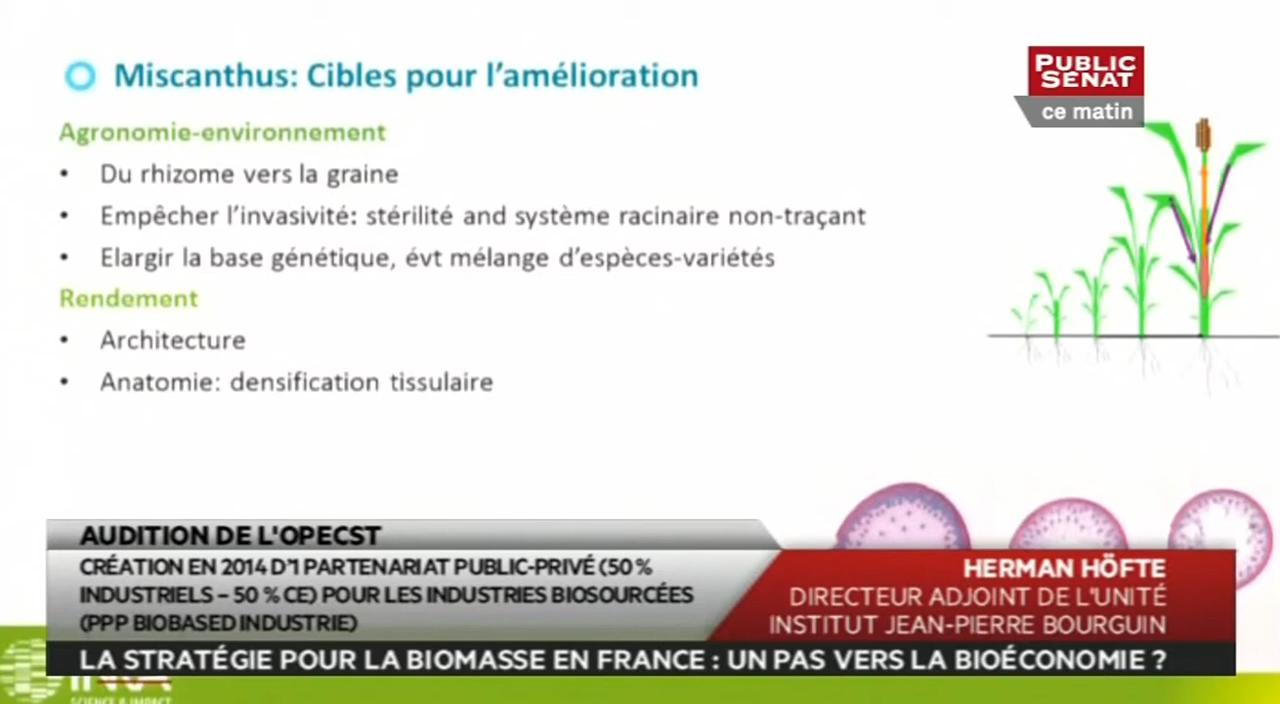 Miscanthus: Cibles pour l'amélioration
PUBLIC
SÉNAT
ce matin
Agronomie-environnement
• Du rhizome vers la graine
• Empêcher l'invasivité: stérilité and système racinaire non-traçant
• Elargir la base génétique, évt mélange d'espèces-variétés
Rendement
• Architecture
• Anatomie: densification tissulaire
AUDITION DE L'OPECST
CRÉATION EN 2014 D'1 PARTENARIAT PUBLIC-PRIVÉ (50 %
INDUSTRIELS – 50 % CE) POUR LES INDUSTRIES BIOSOURCÉES
(PPP BIOBASED INDUSTRIE)
HERMAN HÖFTE
DIRECTEUR ADJOINT DE L'UNITÉ
INSTITUT JEAN-PIERRE BOURGUIN
LA STRATÉGIE POUR LA BIOMASSE EN FRANCE : UN PAS VERS LA BIOÉCONOMIE ?
SCIENCE & IMPACT